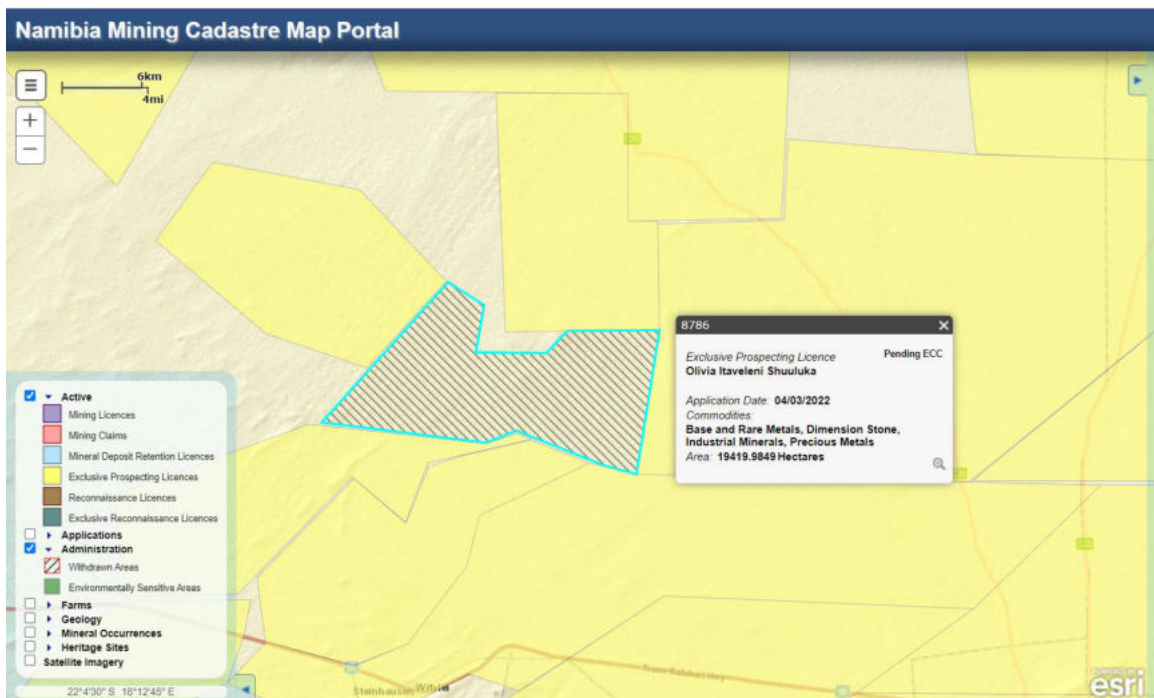 Namibia Mining Cadastre Map Portal
6km
4mi
+
−
8786
Exclusive Prospecting Licence
Pending ECC
Olivia Itaveleni Shuuluka
Application Date: 04/03/2022
Commodities:
Base and Rare Metals, Dimension Stone,
Industrial Minerals, Precious Metals
Area: 19419.9849 Hectares
Active
Mining Licences
Mining Claims
Mineral Deposit Retention Licences
Exclusive Prospecting Licences
Reconnaissance Licences
Exclusive Reconnaissance Licences
Applications
Administration
Withdrawn Areas
Environmentally Sensitive Areas
Farms
Geology
Mineral Occurrences
Heritage Sites
Satellite Imagery
22°4'30" S 18°12'45" E
Steinhausen Witvlei
Trans Kalahari Hwy
esri